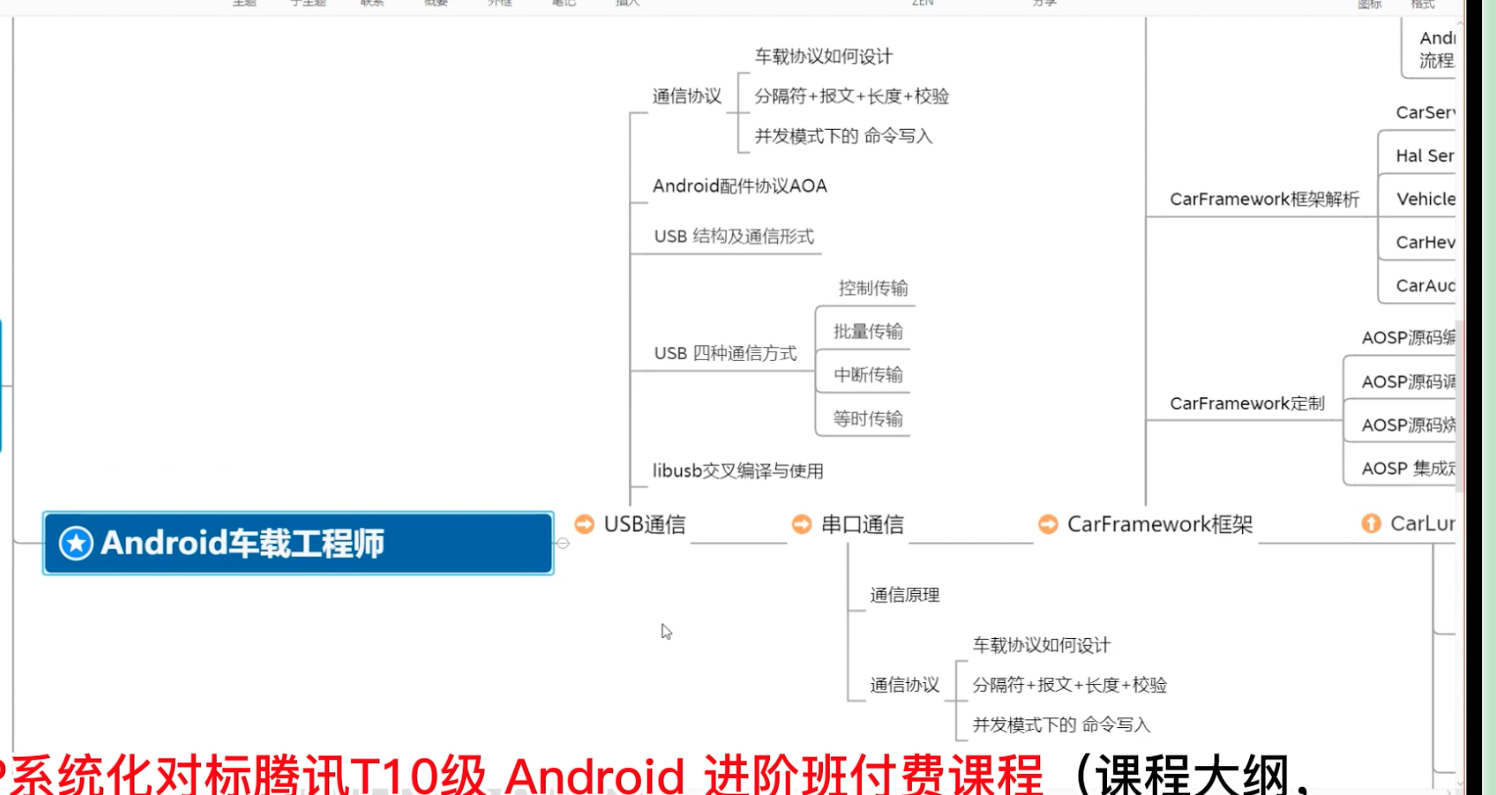 主题 子主题 联系 概要 外框 笔记 插入 ZEN 分享 图标 格式
车载协议如何设计
通信协议
分隔符+报文+长度+校验
并发模式下的 命令写入
Android配件协议AOA
USB 结构及通信形式
控制传输
批量传输
USB 四种通信方式
中断传输
等时传输
libusb交叉编译与使用
流程
CarFramework框架解析
Hal Ser
Vehicle
CarHev
CarAud
AOSP源码编
CarFramework定制
AOSP源码调
AOSP源码烧
AOSP 集成定
Android车载工程师
USB通信
串口通信
CarFramework框架
CarLur
通信原理
车载协议如何设计
通信协议
分隔符+报文+长度+校验
并发模式下的 命令写入
P系统化对标腾讯T10级 Android 进阶班付费课程（课程大纲，